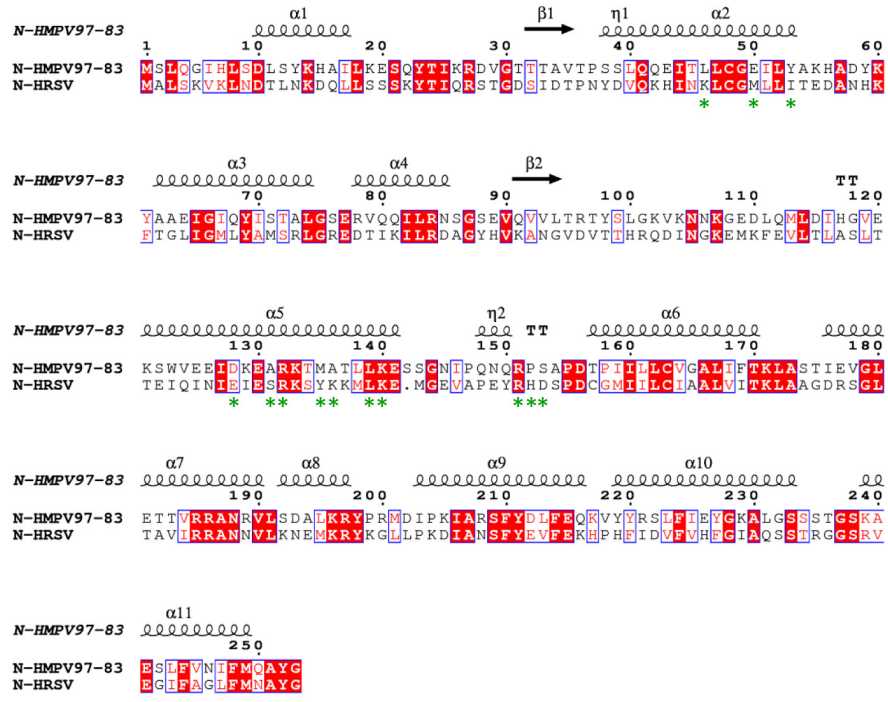 α1 β1 η1 α2
N-HMPV97-83
1 10 20 30 40 50 60
N-HMPV97-83 MSLQGIHLSDLSYKHAILKESQYTIKRDVGTTTAVTPSSLQQEITLLCGEILYAKHADYK
N-HRSV MALSKVKLNDTLNKDQLLSSSKYTIQRSTGDSIDTPNYDVQKHINKLCGMLLITEDANHK
* * *
α3 α4 β2
N-HMPV97-83 TT
70 80 90 100 110 120
N-HMPV97-83 YAAEIGIQYISTALGSERVQQILRNSGSEVQVVLTRTYSLGKVKNNKGEDLQMLDIHGVE
N-HRSV FTGLIGMLYAMSRLGREDTIKILRDAGYHVKANGVDVTTHRQDINGKEMKFEVLTLASLT
α5 η2 α6
N-HMPV97-83 TT
130 140 150 160 170 180
N-HMPV97-83 KSWVEEIDKEARKTMATLLKESSGNIPQNQRPSAPDTPIILLCVGALIFTKLASTIEVGL
N-HRSV TEIQINIEIESRKSYKKMLKE.MGEVAPEYRHDSPDCGMIILCIAALVITKLAAGDRSGL
* ** ** ** ***
α7 α8 α9 α10
N-HMPV97-83
190 200 210 220 230 240
N-HMPV97-83 ETTVRRANRVLSDALKRYPRMDIPKIARSFYDLFEQKVYYRSLFIEYGKALGSSSTGSKA
N-HRSV TAVIRRANNVLKNEMKRYKGLLPKDIANSFYEVFEKHPHFIDVFVHFGIAQSSTRGGSRV
α11
N-HMPV97-83
250
N-HMPV97-83 ESLFVNIFMQAYG
N-HRSV EGIFAGLFMNAYG